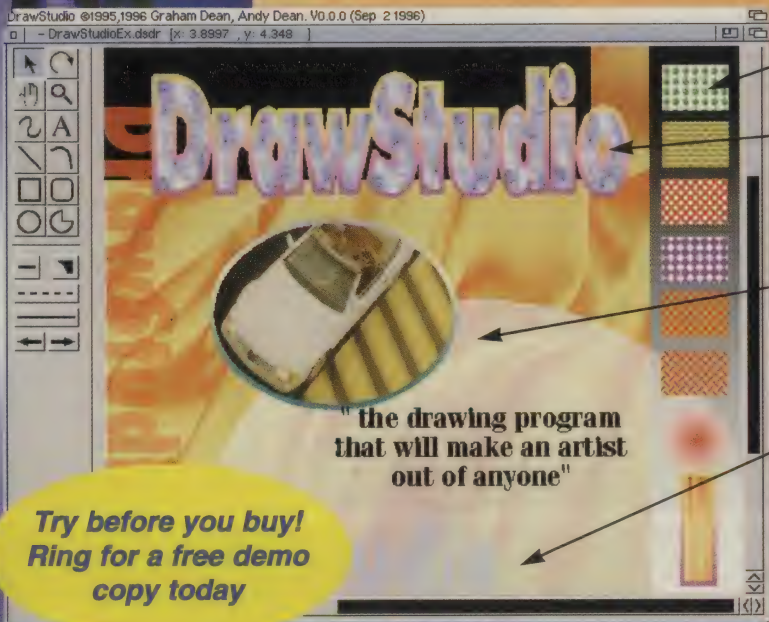 DrawStudio ©1995,1996 Graham Dean, Andy Dean. V0.0.0 (Sep 2 1996)
- DrawStudioEx.dsdr [x: 3.8997 , y: 4.348 ]
A
DrawStudio
" the drawing program
that will make an artist
out of anyone"
Try before you buy!
Ring for a free demo
copy today